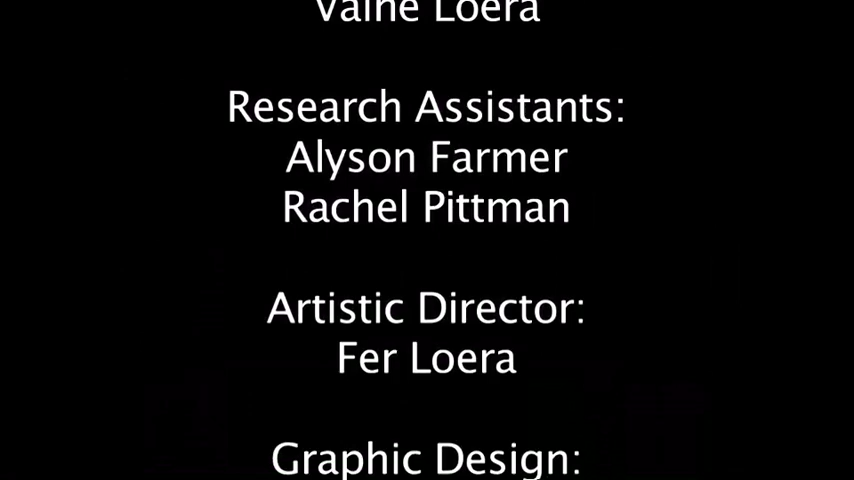 Vaine Loera
Research Assistants:
Alyson Farmer
Rachel Pittman
Artistic Director:
Fer Loera
Graphic Design: